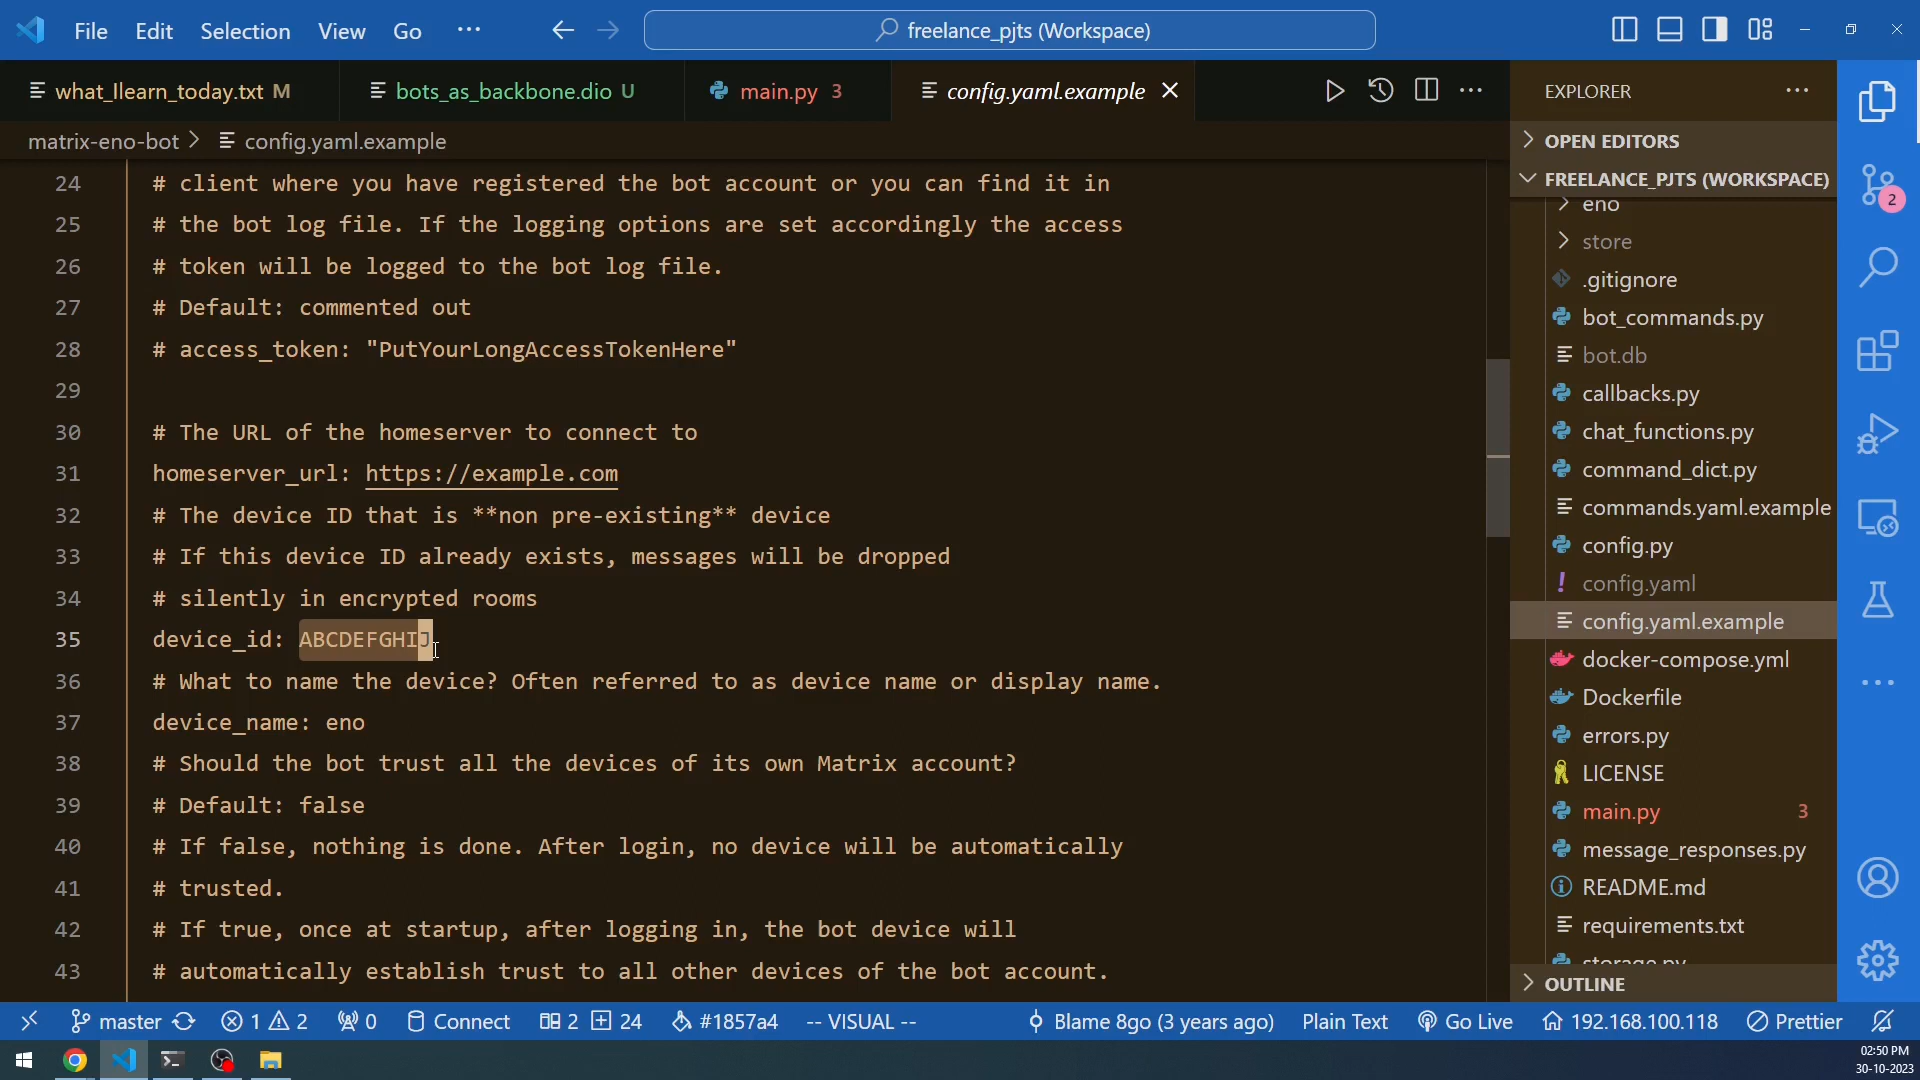 File Edit Selection View Go ··· freelance_pjts (Workspace)
what_Ilearn_today.txt M bots_as_backbone.dio U main.py 3 config.yaml.example
matrix-eno-bot > config.yaml.example
24 # client where you have registered the bot account or you can find it in
25 # the bot log file. If the logging options are set accordingly the access
26 # token will be logged to the bot log file.
27 # Default: commented out
28 # access_token: "PutYourLongAccessTokenHere"
29
30 # The URL of the homeserver to connect to
31 homeserver_url: https://example.com
32 # The device ID that is **non pre-existing** device
33 # If this device ID already exists, messages will be dropped
34 # silently in encrypted rooms
35 device_id: ABCDEFGHIJ
36 # What to name the device? Often referred to as device name or display name.
37 device_name: eno
38 # Should the bot trust all the devices of its own Matrix account?
39 # Default: false
40 # If false, nothing is done. After login, no device will be automatically
41 # trusted.
42 # If true, once at startup, after logging in, the bot device will
43 # automatically establish trust to all other devices of the bot account.
EXPLORER
OPEN EDITORS
FREELANCE_PJTS (WORKSPACE)
eno
store
.gitignore
bot_commands.py
bot.db
callbacks.py
chat_functions.py
command_dict.py
commands.yaml.example
config.py
! config.yaml
config.yaml.example
docker-compose.yml
Dockerfile
errors.py
LICENSE
main.py 3
message_responses.py
README.md
requirements.txt
storage.py
OUTLINE
2
master 1 2 0 Connect 2 24 #1857a4 -- VISUAL -- Blame 8go (3 years ago) Plain Text Go Live 192.168.100.118 Prettier
02:50 PM
30-10-2023